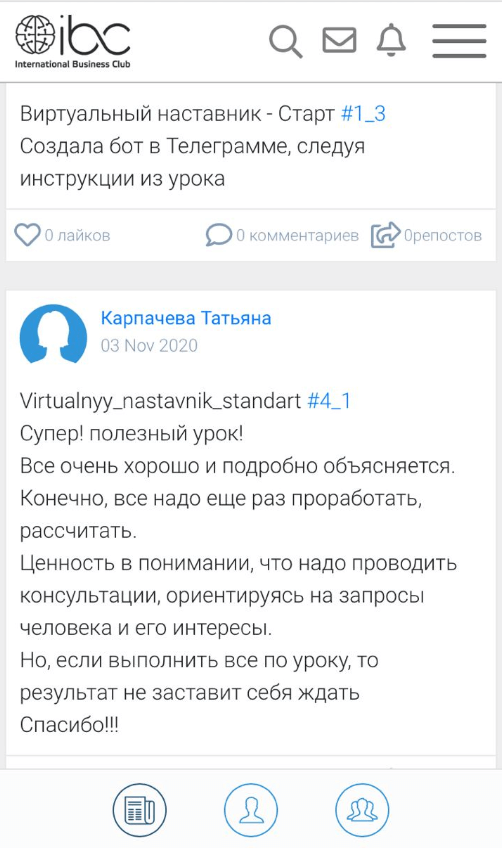 ibc
International Business Club
Виртуальный наставник - Старт #1_3
Создала бот в Телеграмме, следуя
инструкции из урока
0 лайков
0 комментариев
0репостов
Карпачева Татьяна
03 Nov 2020
Virtualnyy_nastavnik_standart #4_1
Супер! полезный урок!
Все очень хорошо и подробно объясняется.
Конечно, все надо еще раз проработать,
рассчитать.
Ценность в понимании, что надо проводить
консультации, ориентируясь на запросы
человека и его интересы.
Но, если выполнить все по уроку, то
результат не заставит себя ждать
Спасибо!!!